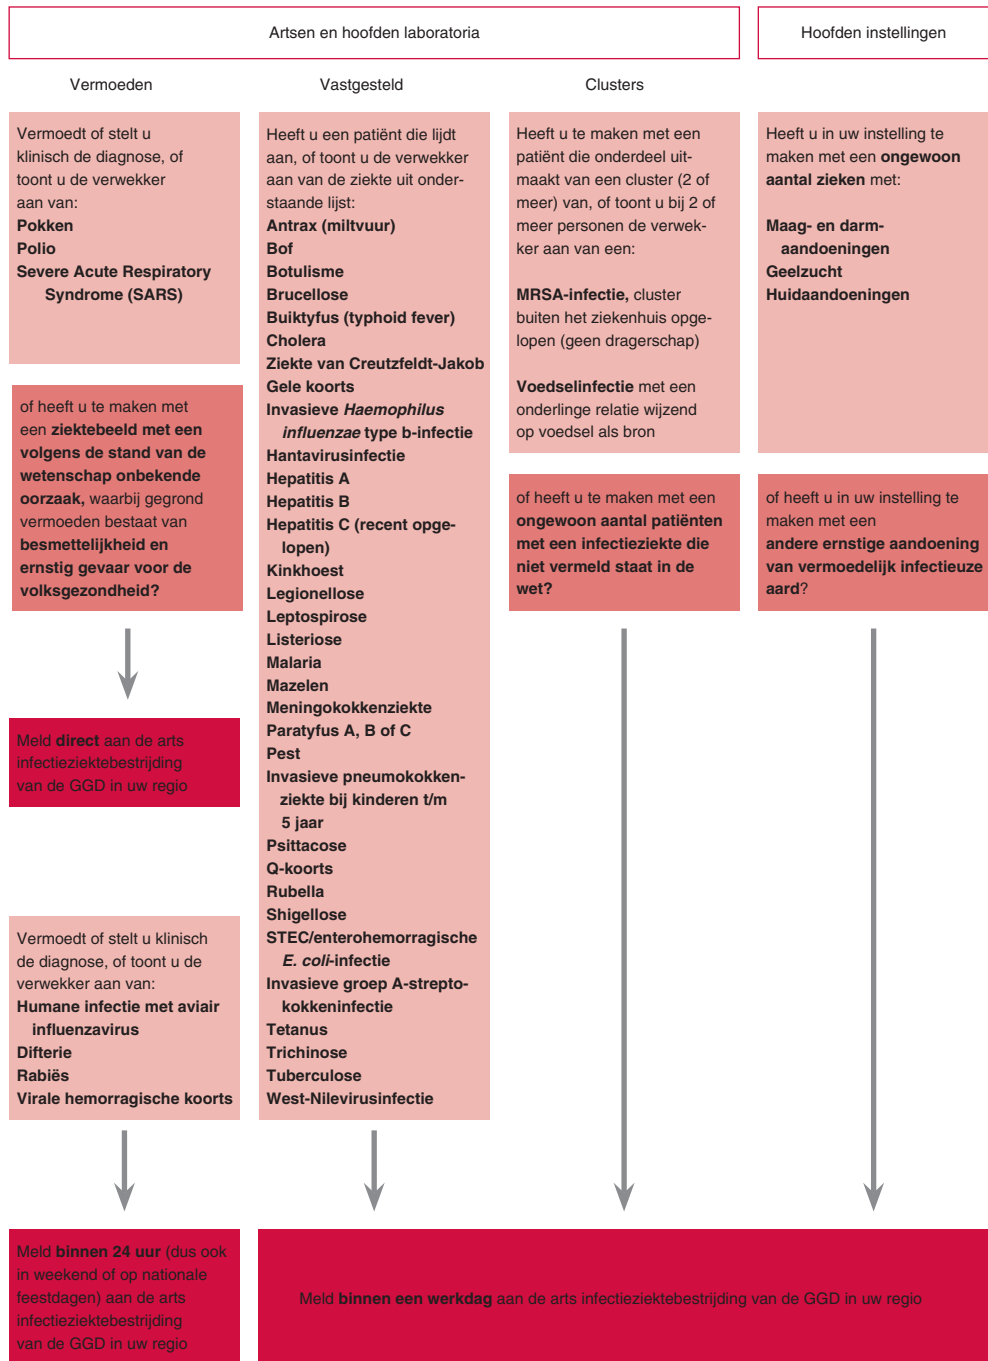 Artsen en hoofden laboratoria
Hoofden instellingen
Vermoeden
Vastgesteld
Clusters
Vermoedt of stelt u
klinisch de diagnose, of
toont u de verwekker
aan van:
Pokken
Polio
Severe Acute Respiratory
Syndrome (SARS)
of heeft u te maken met
een ziektebeeld met een
volgens de stand van de
wetenschap onbekende
oorzaak, waarbij gegrond
vermoeden bestaat van
besmettelijkheid en
ernstig gevaar voor de
volksgezondheid?
Meld direct aan de arts
infectieziektebestrijding
van de GGD in uw regio
Vermoedt of stelt u klinisch
de diagnose, of toont u de
verwekker aan van:
Humane infectie met aviair
influenzavirus
Difterie
Rabiës
Virale hemorragische koorts
Meld binnen 24 uur (dus ook
in weekend of op nationale
feestdagen) aan de arts
infectieziektebestrijding
van de GGD in uw regio
Heeft u een patiënt die lijdt
aan, of toont u de verwekker
aan van de ziekte uit onder-
staande lijst:
Antrax (miltvuur)
Bof
Botulisme
Brucellose
Buiktyfus (typhoid fever)
Cholera
Ziekte van Creutzfeldt-Jakob
Gele koorts
Invasieve Haemophilus
influenzae type b-infectie
Hantavirusinfectie
Hepatitis A
Hepatitis B
Hepatitis C (recent opge-
lopen)
Kinkhoest
Legionellose
Leptospirose
Listeriose
Malaria
Mazelen
Meningokokkenziekte
Paratyfus A, B of C
Pest
Invasieve pneumokokken-
ziekte bij kinderen t/m
5 jaar
Psittacose
Q-koorts
Rubella
Shigellose
STEC/enterohemorragische
E. coli-infectie
Invasieve groep A-strepto-
kokkeninfectie
Tetanus
Trichinose
Tuberculose
West-Nilevirusinfectie
Heeft u te maken met een
patiënt die onderdeel uit-
maakt van een cluster (2 of
meer) van, of toont u bij 2 of
meer personen de verwek-
ker aan van een:
MRSA-infectie, cluster
buiten het ziekenhuis opge-
lopen (geen dragerschap)
Voedselinfectie met een
onderlinge relatie wijzend
op voedsel als bron
of heeft u te maken met een
ongewoon aantal patiënten
met een infectieziekte die
niet vermeld staat in de
wet?
Heeft u in uw instelling te
maken met een ongewoon
aantal zieken met:
Maag- en darm-
aandoeningen
Geelzucht
Huidaandoeningen
of heeft u in uw instelling te
maken met een
andere ernstige aandoening
van vermoedelijk infectieuze
aard?
Meld binnen een werkdag aan de arts infectieziektebestrijding van de GGD in uw regio